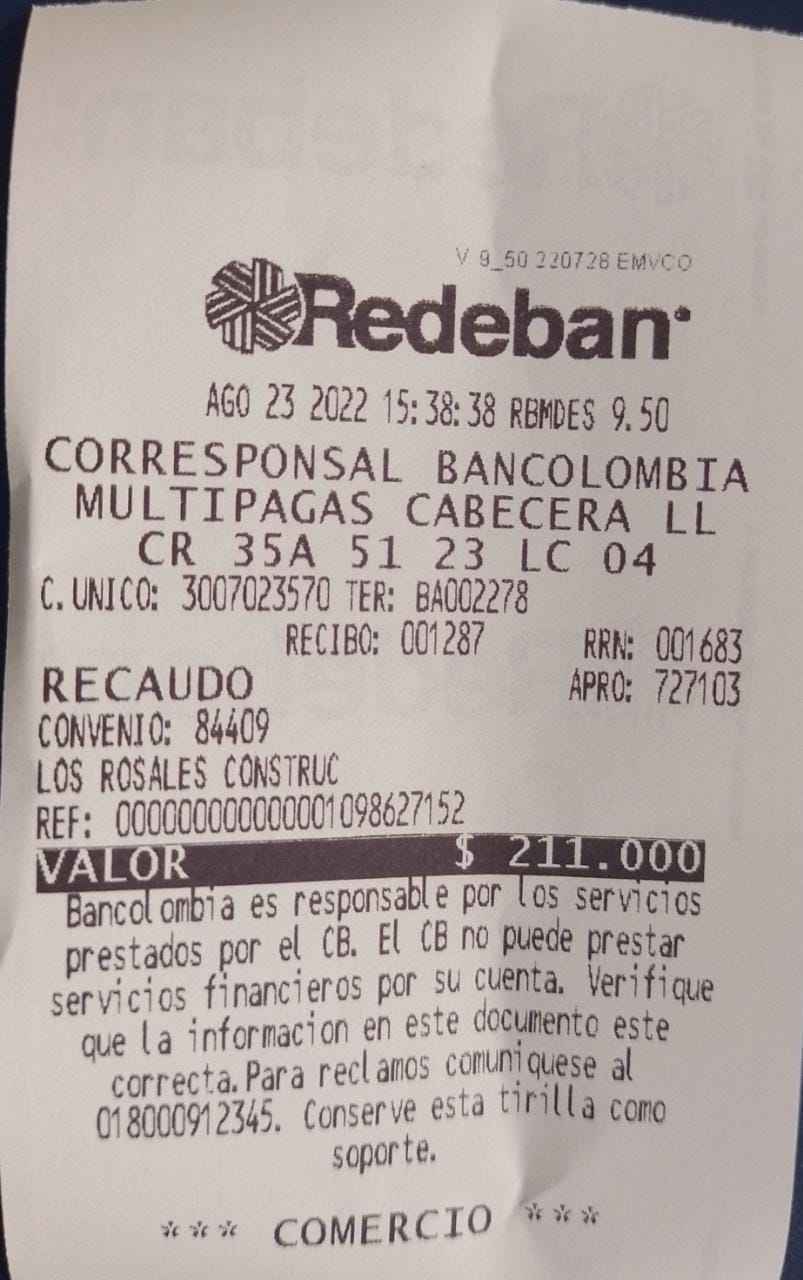 V 9_50 220728 EMVCO
Redeban
AGO 23 2022 15:38:38 RBMDES 9.50
CORRESPONSAL BANCOLOMBIA
MULTIPAGAS CABECERA LL
CR 35A 51 23 LC 04
C.UNICO: 3007023570 TER: BA002278
RECIBO: 001287 RRN: 001683
RECAUDO APRO: 727103
CONVENIO: 84409
LOS ROSALES CONSTRUC
REF: 000000000000001098627152
VALOR $ 211.000
Bancolombia es responsable por los servicios
prestados por el CB. El CB no puede prestar
servicios financieros por su cuenta. Verifique
que la informacion en este documento este
correcta.Para reclamos comuniquese al
018000912345. Conserve esta tirilla como
soporte.
*** COMERCIO ***